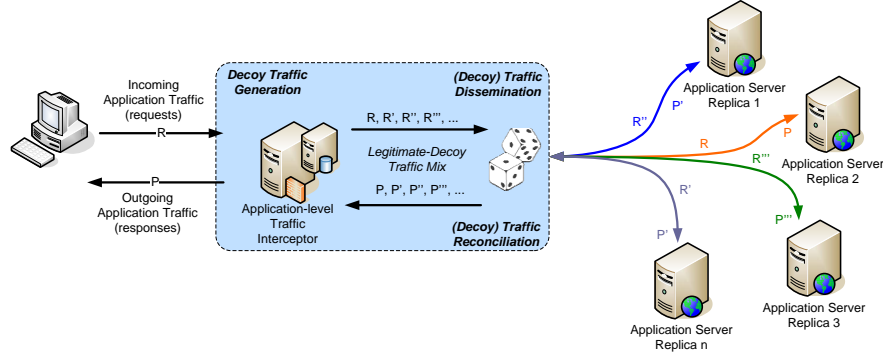 Incoming
Application Traffic
(requests)
R
P
Outgoing
Application Traffic
(responses)
Decoy Traffic
Generation
(Decoy) Traffic
Dissemination
R, R', R'', R''', ...
Legitimate-Decoy
Traffic Mix
P, P', P'', P''', ...
Application-level
Traffic
Interceptor
(Decoy) Traffic
Reconciliation
R''
P'
Application Server
Replica 1
R
P
Application Server
Replica 2
R'''
P'''
Application Server
Replica 3
R'
P'
Application Server
Replica n